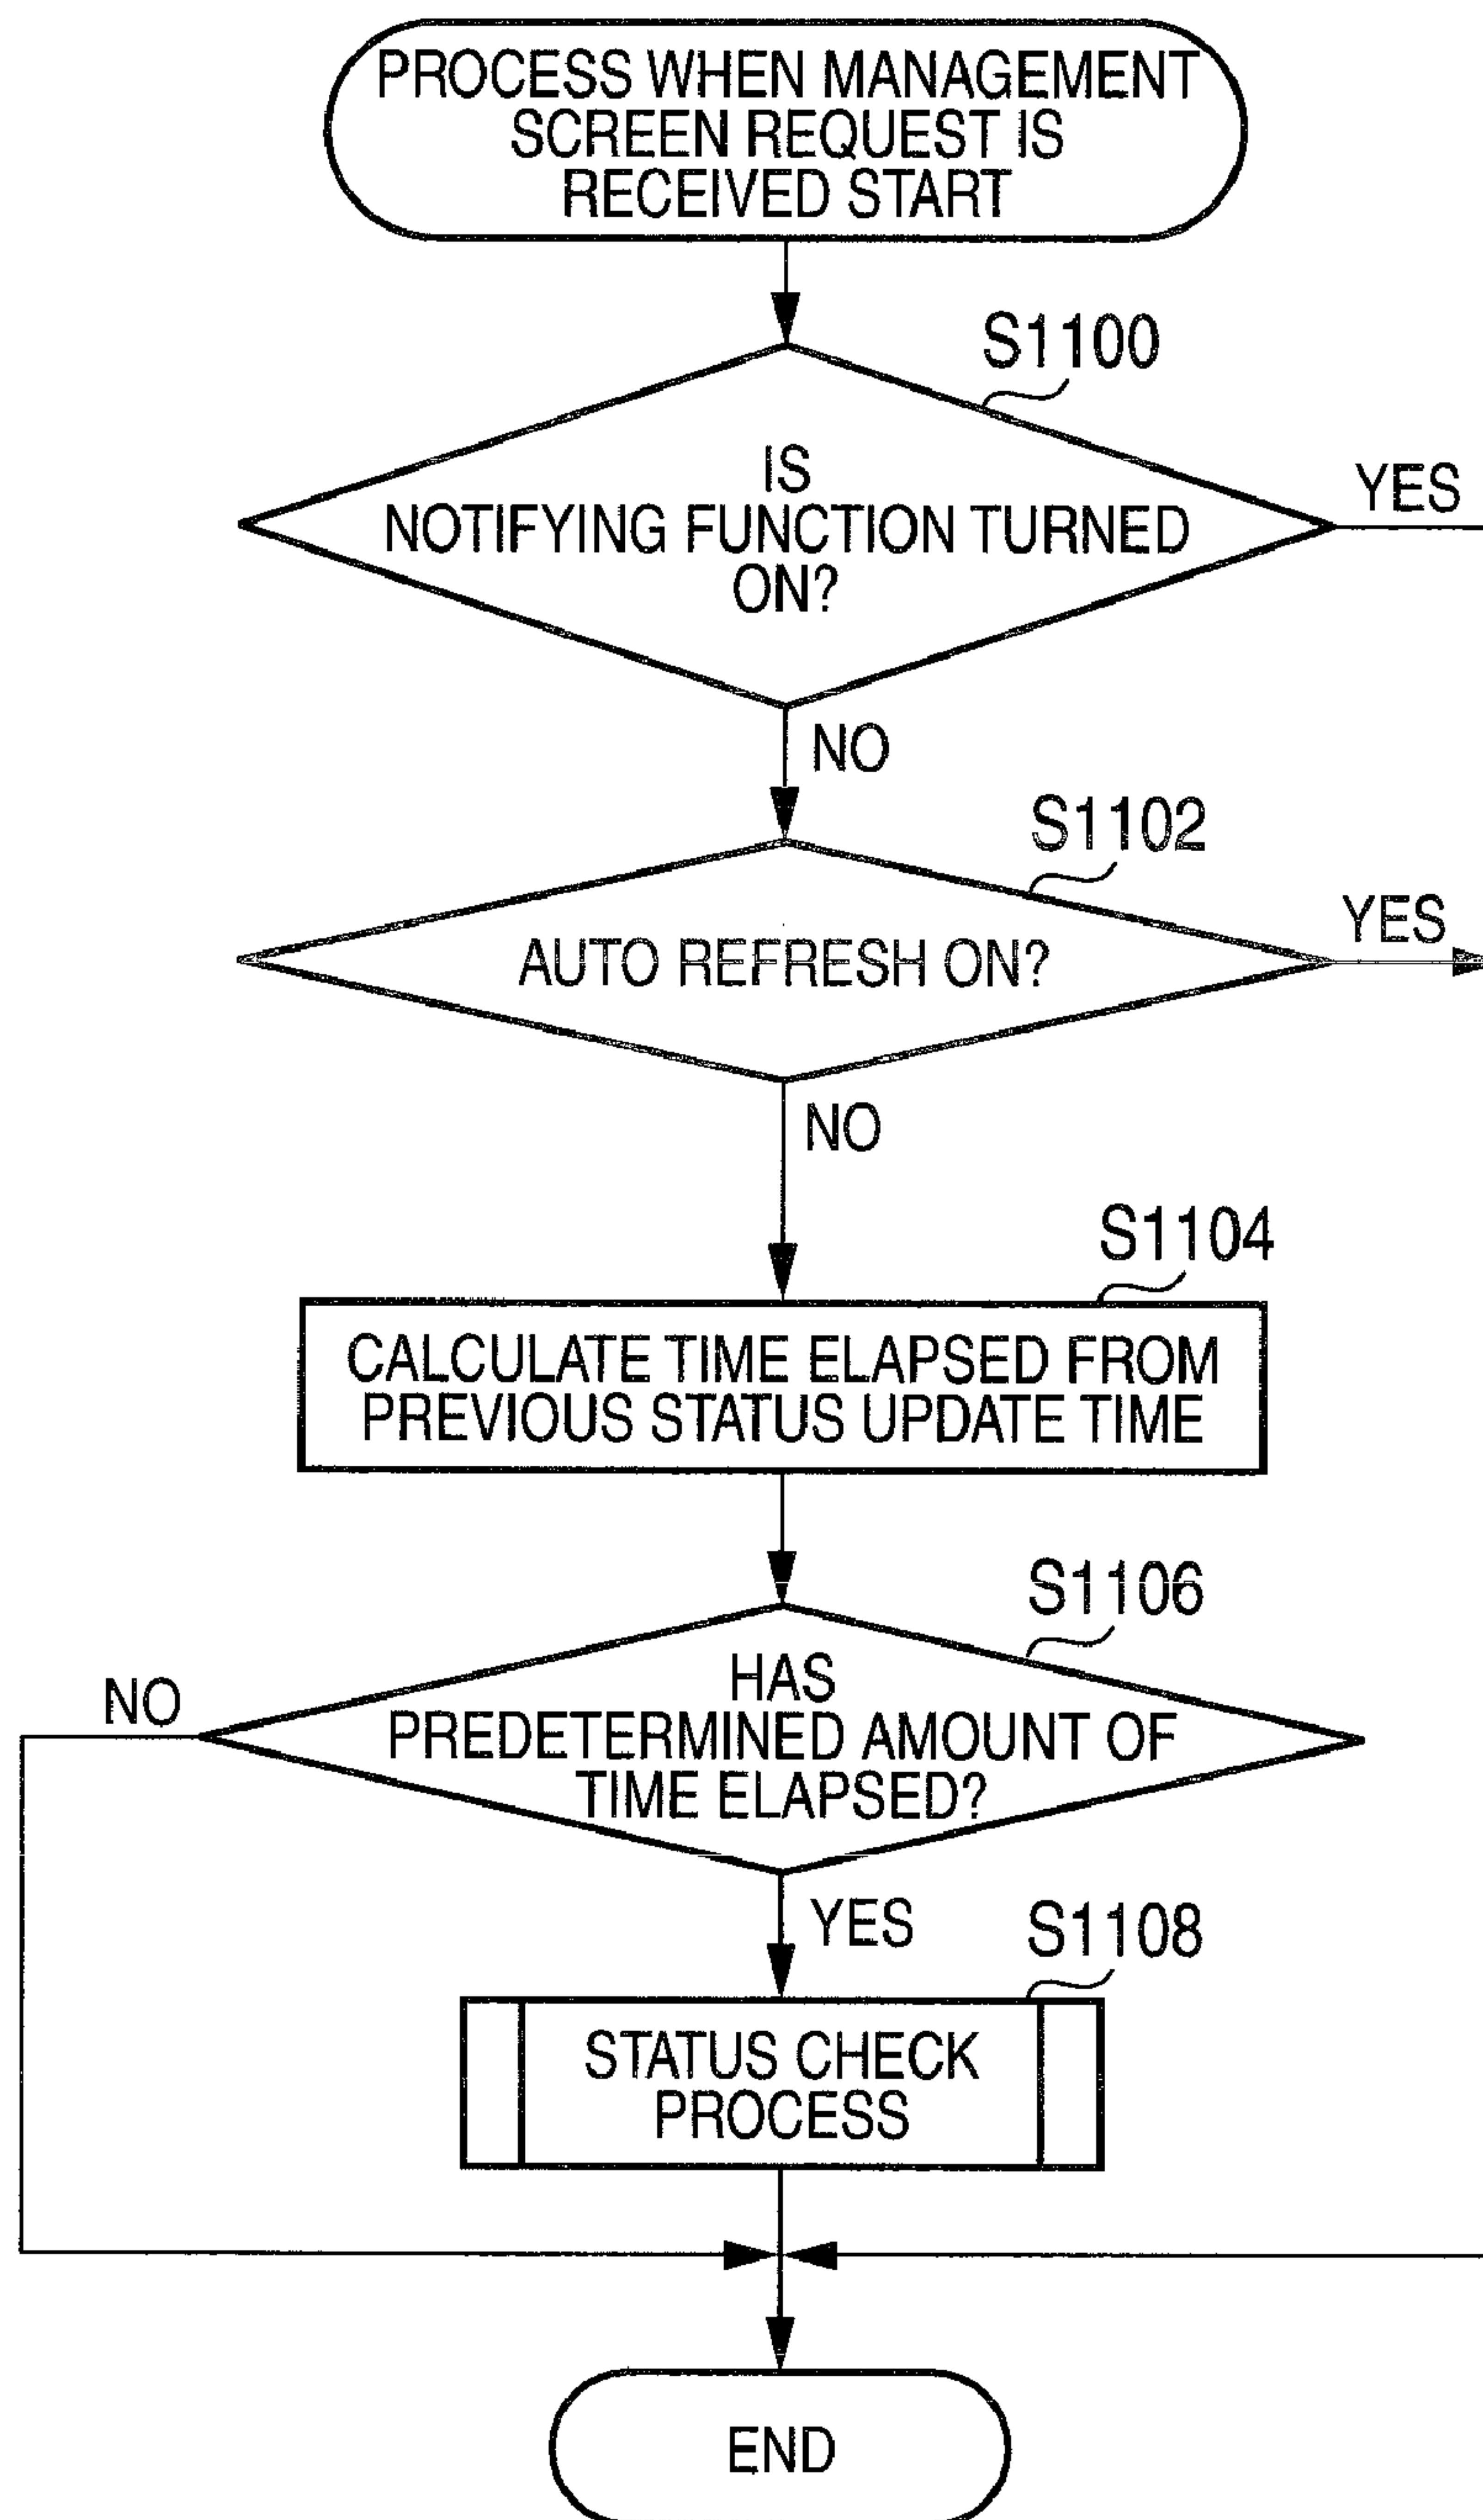 PROCESS WHEN MANAGEMENT
SCREEN REQUEST IS
RECEIVED START
S1100
IS
NOTIFYING FUNCTION TURNED
ON?
YES
NO
S1102
AUTO REFRESH ON?
YES
NO
S1104
CALCULATE TIME ELAPSED FROM
PREVIOUS STATUS UPDATE TIME
S1106
HAS
PREDETERMINED AMOUNT OF
TIME ELAPSED?
NO
YES
S1108
STATUS CHECK
PROCESS
END